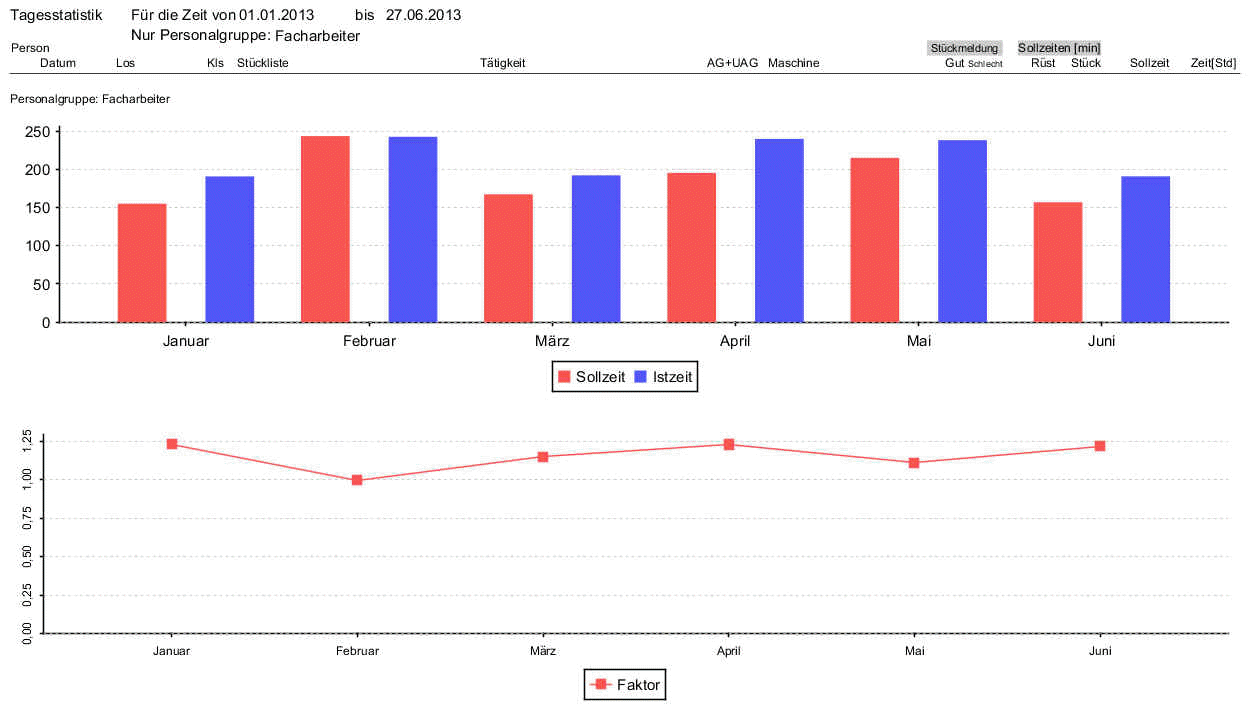 Tagesstatistik Für die Zeit von 01.01.2013 bis 27.06.2013
Nur Personalgruppe: Facharbeiter
Person Stückmeldung Sollzeiten [min]
Datum Los Kls Stückliste Tätigkeit AG+UAG Maschine Gut Schlecht Rüst Stück Sollzeit Zeit[Std]
Personalgruppe: Facharbeiter
250
200
150
100
50
0
Januar Februar März April Mai Juni
Sollzeit Istzeit
1,25
1,00
0,75
0,50
0,25
0,00
Januar Februar März April Mai Juni
Faktor